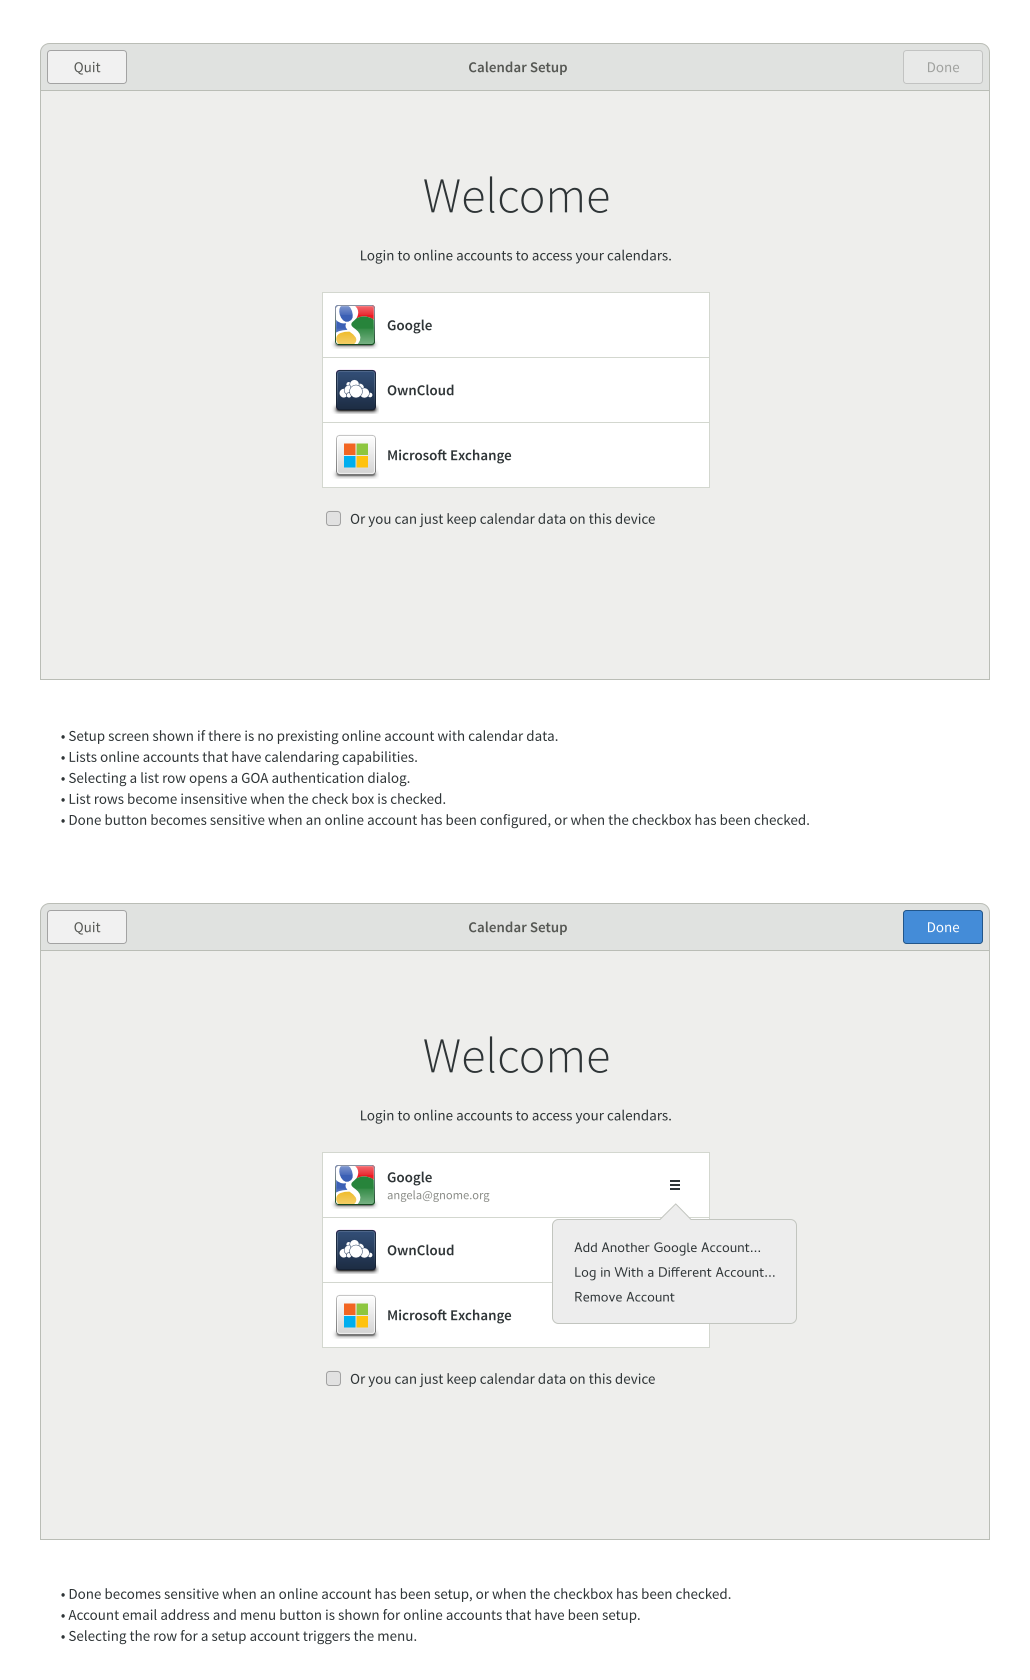 Quit
Calendar Setup
Done
Welcome
Login to online accounts to access your calendars.
Google
OwnCloud
Microsoft Exchange
Or you can just keep calendar data on this device
• Setup screen shown if there is no prexisting online account with calendar data.
• Lists online accounts that have calendaring capabilities.
• Selecting a list row opens a GOA authentication dialog.
• List rows become insensitive when the check box is checked.
• Done button becomes sensitive when an online account has been configured, or when the checkbox has been checked.
Quit
Calendar Setup
Done
Welcome
Login to online accounts to access your calendars.
Google
angela@gnome.org
OwnCloud
Add Another Google Account...
Log in With a Different Account...
Remove Account
Microsoft Exchange
Or you can just keep calendar data on this device
• Done becomes sensitive when an online account has been setup, or when the checkbox has been checked.
• Account email address and menu button is shown for online accounts that have been setup.
• Selecting the row for a setup account triggers the menu.